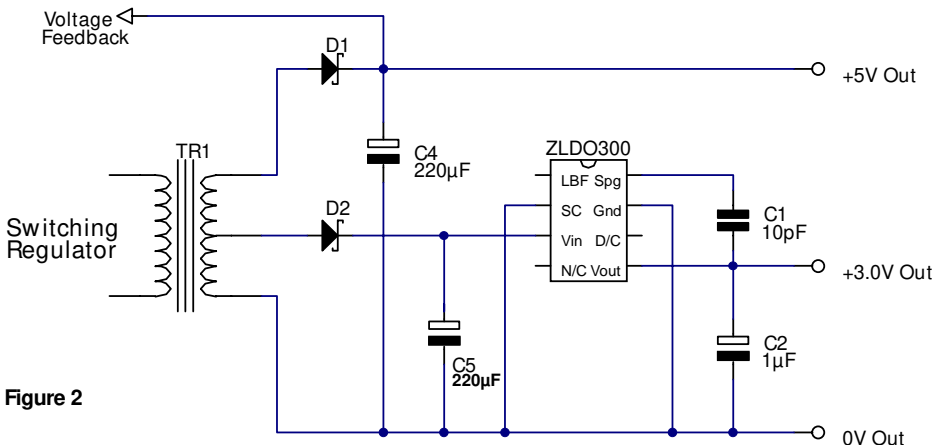 Voltage
Feedback
D1
+5V Out
TR1
C4
220µF
ZLDO300
LBF Spg
SC Gnd
Vin D/C
N/C Vout
D2
C1
10pF
Switching
Regulator
+3.0V Out
C5
220µF
C2
1µF
Figure 2
0V Out